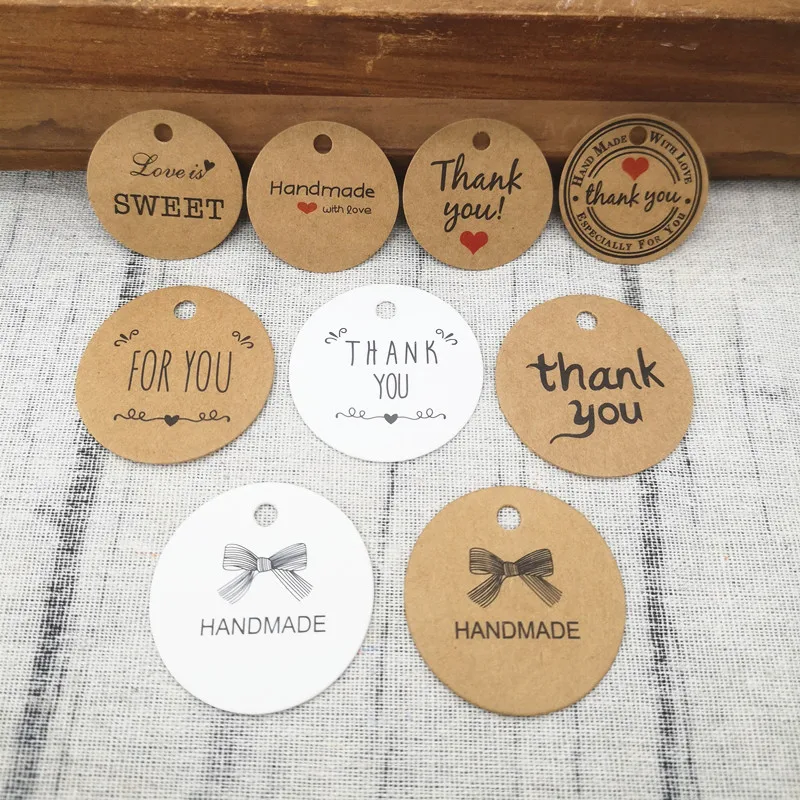 Love is
SWEET
Handmade
with love
Thank
you!
HAND MADE WITH LOVE
thank you
ESPECIALLY FOR YOU
FOR YOU
THANK
YOU
thank
you
HANDMADE
HANDMADE